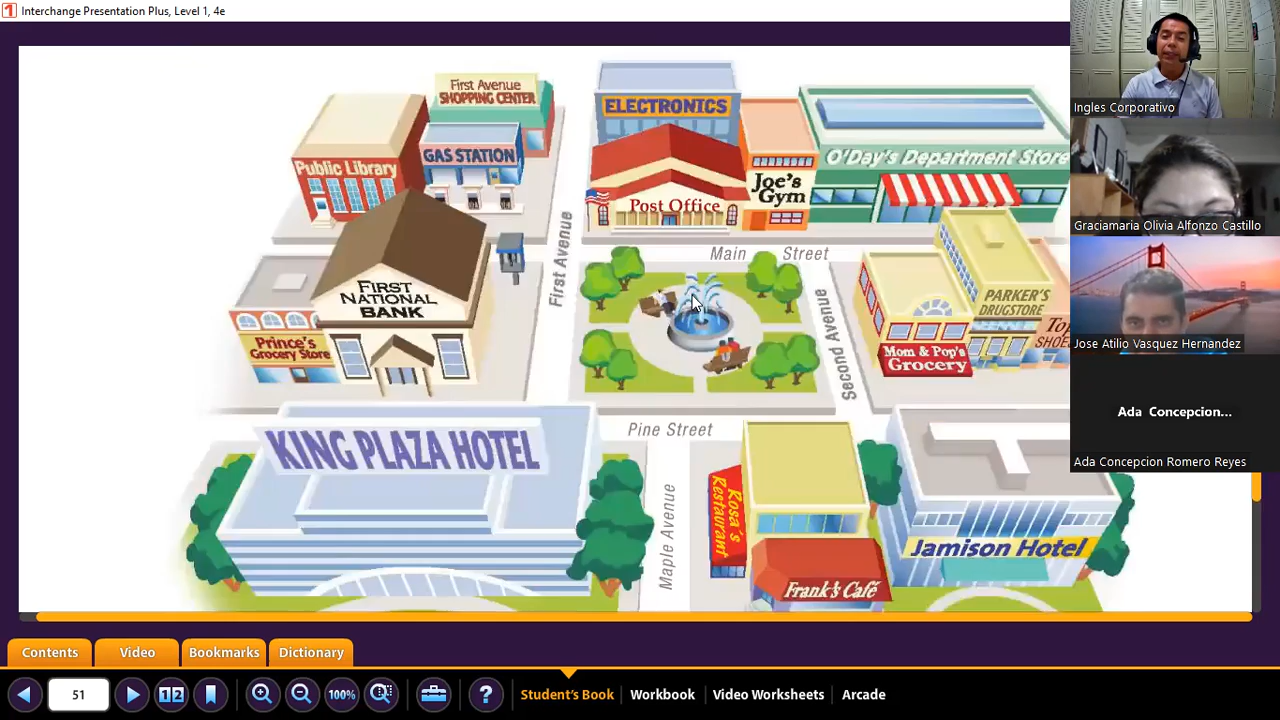 Interchange Presentation Plus, Level 1, 4e
First Avenue
SHOPPING CENTER
ELECTRONICS
Public Library
GAS STATION
O'Day's Department Store
Post Office
JOE'S
GYM
Main Street
First Avenue
FIRST
NATIONAL
BANK
Prince's
Grocery Store
Second Avenue
PARKER'S
DRUGSTORE
Mom & Pop's
Grocery
Top
SHOES
Pine Street
KING PLAZA HOTEL
Maple Avenue
Rosa's
Restaurant
Frank's Café
Jamison Hotel
Ingles Corporativo
Graciamaria Olivia Alfonzo Castillo
Jose Atilio Vasquez Hernandez
Ada Concepcion...
Ada Concepcion Romero Reyes
Contents
Video
Bookmarks
Dictionary
51
12
100%
?
Student's Book
Workbook
Video Worksheets
Arcade